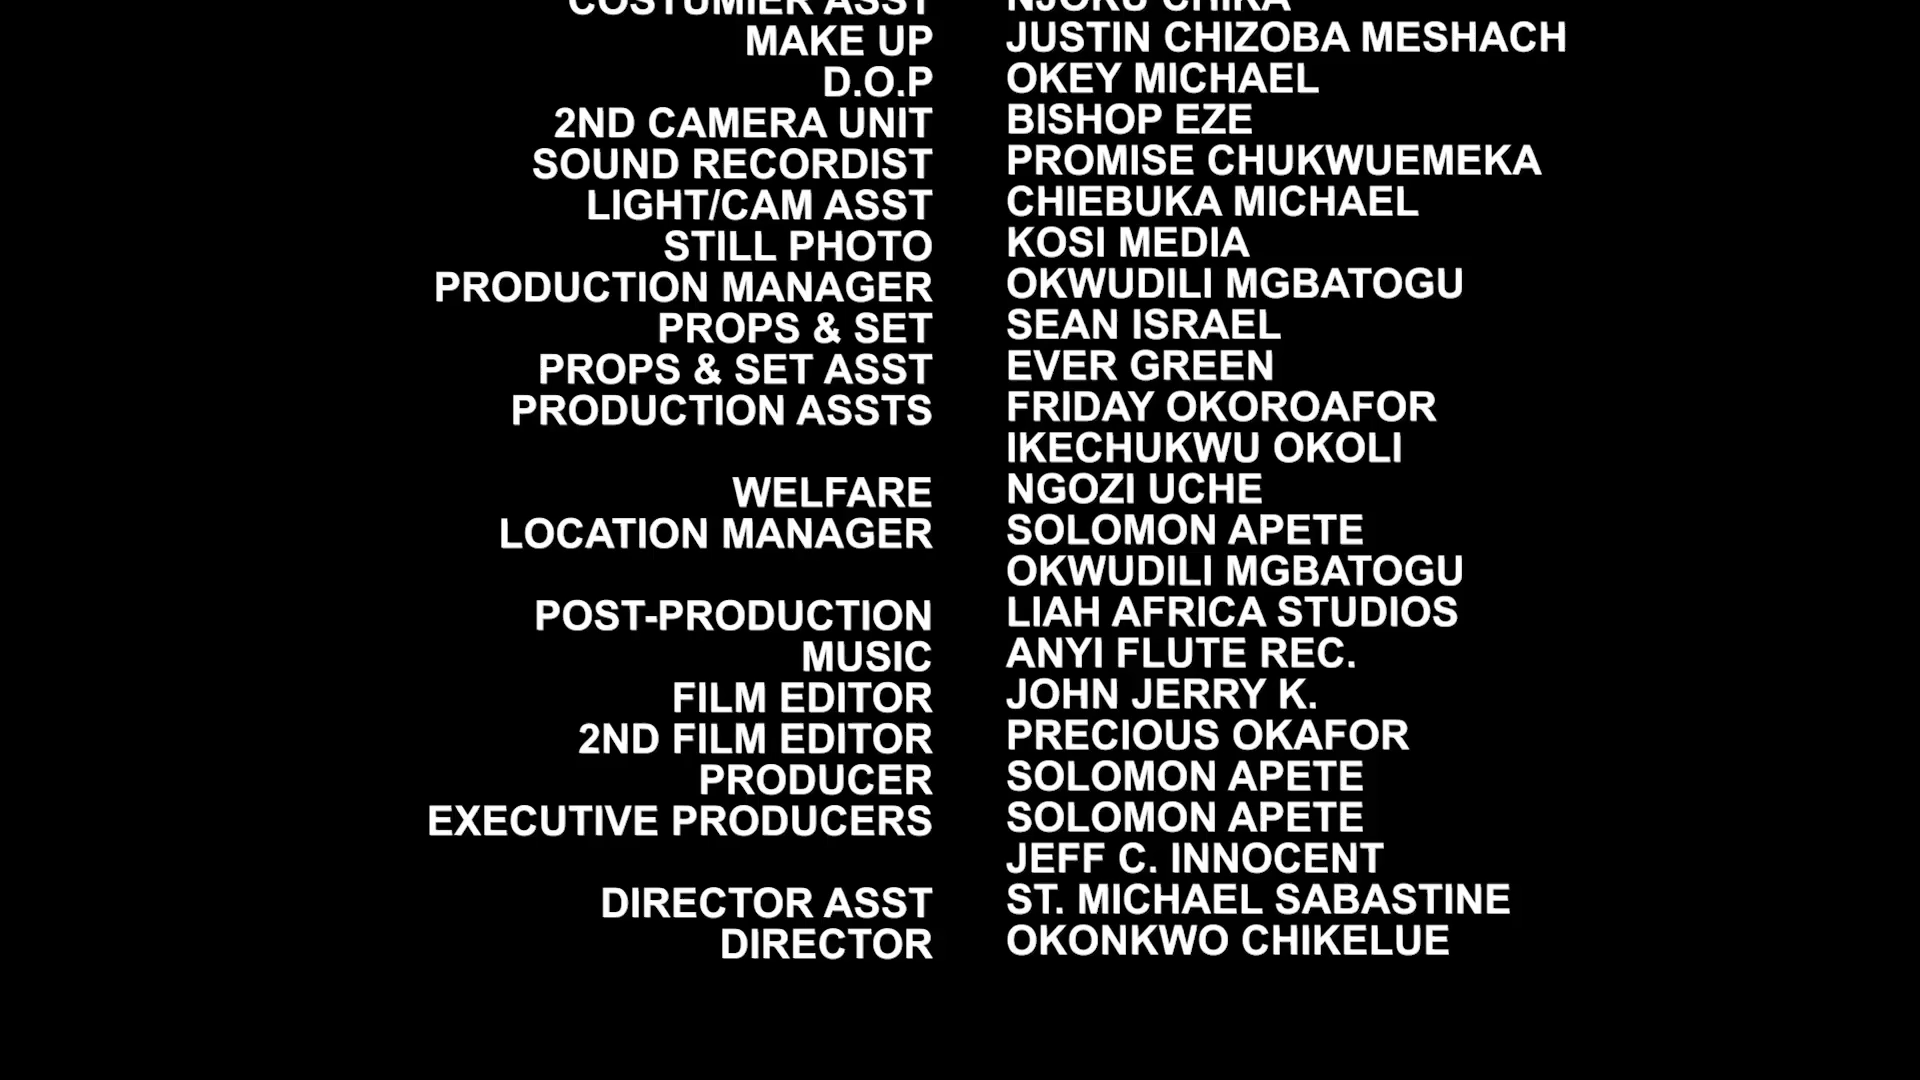 COSTUMIER ASST NJOKU CHIKA
MAKE UP JUSTIN CHIZOBA MESHACH
D.O.P OKEY MICHAEL
2ND CAMERA UNIT BISHOP EZE
SOUND RECORDIST PROMISE CHUKWUEMEKA
LIGHT/CAM ASST CHIEBUKA MICHAEL
STILL PHOTO KOSI MEDIA
PRODUCTION MANAGER OKWUDILI MGBATOGU
PROPS & SET SEAN ISRAEL
PROPS & SET ASST EVER GREEN
PRODUCTION ASSTS FRIDAY OKOROAFOR
IKECHUKWU OKOLI
WELFARE NGOZI UCHE
LOCATION MANAGER SOLOMON APETE
OKWUDILI MGBATOGU
POST-PRODUCTION LIAH AFRICA STUDIOS
MUSIC ANYI FLUTE REC.
FILM EDITOR JOHN JERRY K.
2ND FILM EDITOR PRECIOUS OKAFOR
PRODUCER SOLOMON APETE
EXECUTIVE PRODUCERS SOLOMON APETE
JEFF C. INNOCENT
DIRECTOR ASST ST. MICHAEL SABASTINE
DIRECTOR OKONKWO CHIKELUE